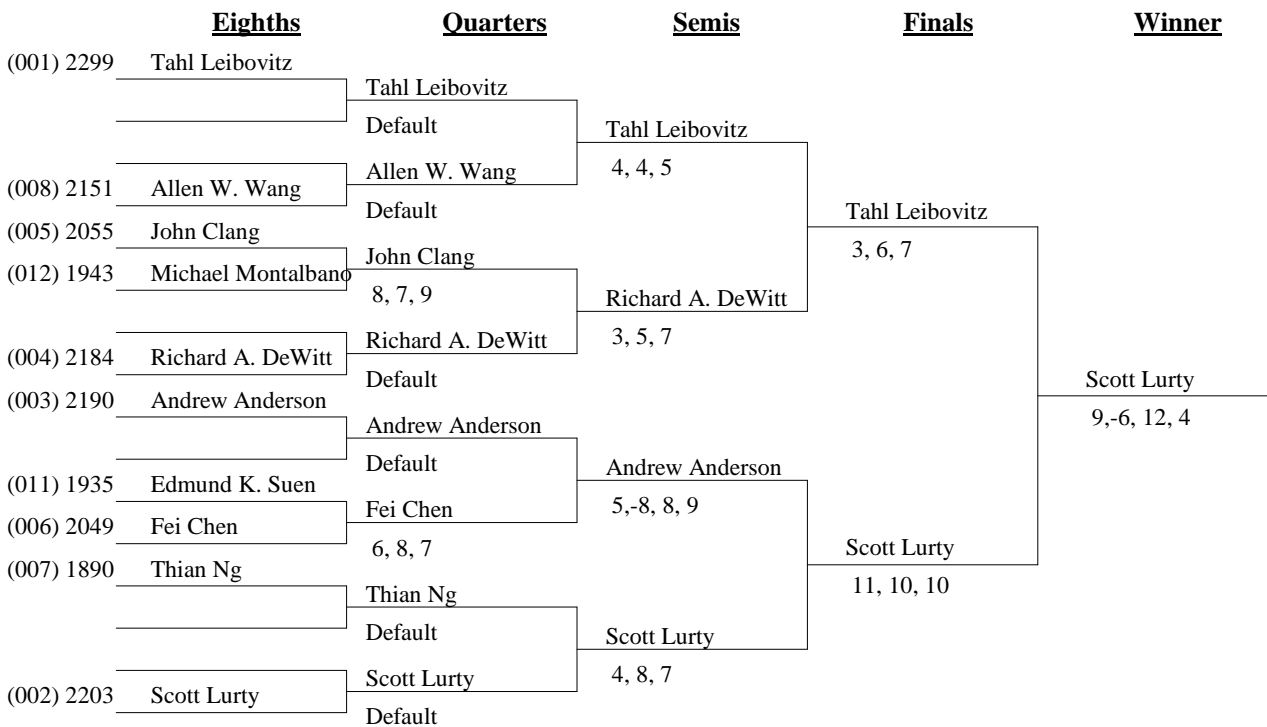 Eighths Quarters Semis Finals Winner
(001) 2299 Tahl Leibovitz
Tahl Leibovitz
Default
Tahl Leibovitz
4, 4, 5
Allen W. Wang
(008) 2151 Allen W. Wang
Default
Tahl Leibovitz
3, 6, 7
(005) 2055 John Clang
John Clang
(012) 1943 Michael Montalbano
8, 7, 9
Richard A. DeWitt
3, 5, 7
Richard A. DeWitt
(004) 2184 Richard A. DeWitt
Default
Scott Lurty
9,-6, 12, 4
(003) 2190 Andrew Anderson
Andrew Anderson
Default
Andrew Anderson
5,-8, 8, 9
(011) 1935 Edmund K. Suen
Fei Chen
(006) 2049 Fei Chen
6, 8, 7
Scott Lurty
11, 10, 10
(007) 1890 Thian Ng
Thian Ng
Default
Scott Lurty
4, 8, 7
Scott Lurty
(002) 2203 Scott Lurty
Default